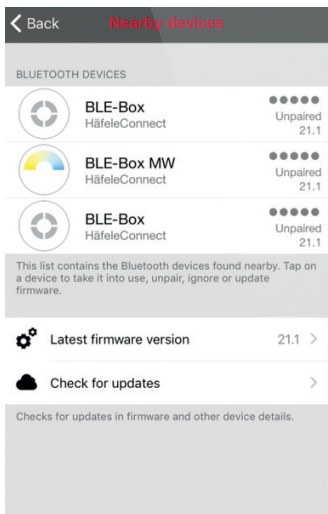 Back
Nearby devices
BLUETOOTH DEVICES
BLE-Box
HäfeleConnect
Unpaired
21.1
BLE-Box MW
HäfeleConnect
Unpaired
21.1
BLE-Box
HäfeleConnect
Unpaired
21.1
This list contains the Bluetooth devices found nearby. Tap on
a device to take it into use, unpair, ignore or update
firmware.
Latest firmware version 21.1
Check for updates
Checks for updates in firmware and other device details.